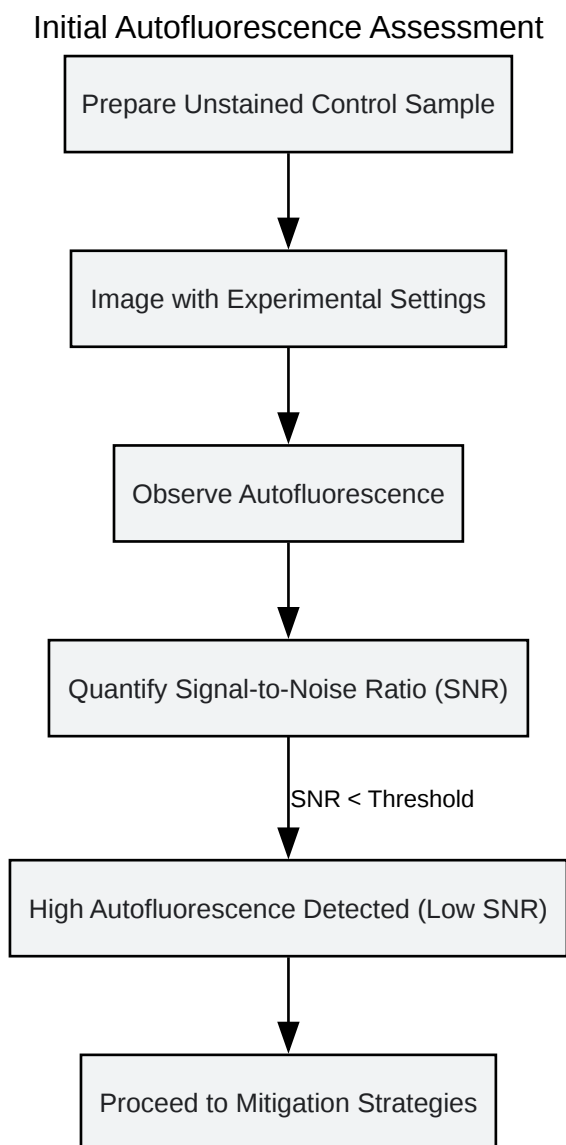 Initial Autofluorescence Assessment
Prepare Unstained Control Sample
Image with Experimental Settings
Observe Autofluorescence
Quantify Signal-to-Noise Ratio (SNR)
SNR < Threshold
High Autofluorescence Detected (Low SNR)
Proceed to Mitigation Strategies